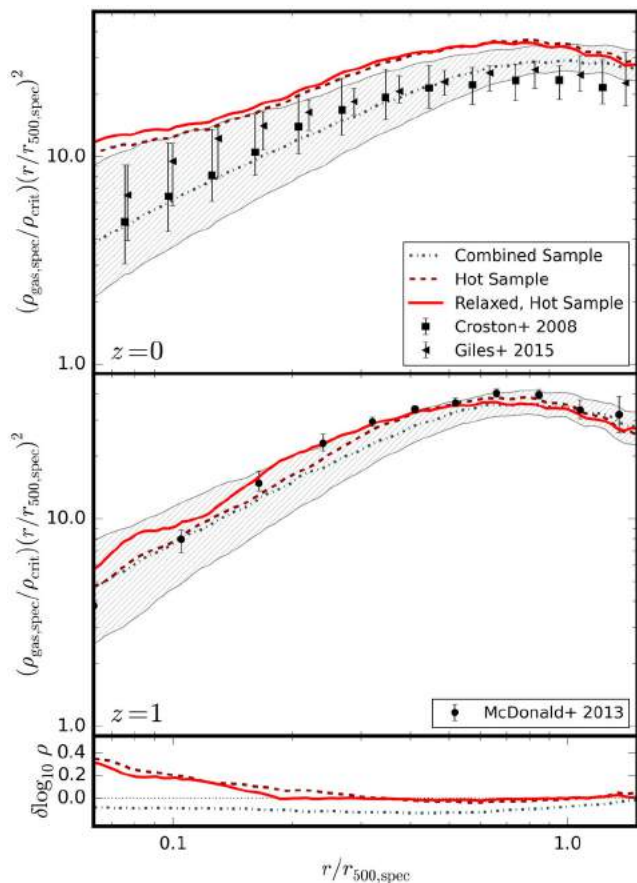 (ρgas,spec/ρcrit)(r/r500,spec)²
10.0
1.0
z=0
Combined Sample
Hot Sample
Relaxed, Hot Sample
Croston+ 2008
Giles+ 2015
(ρgas,spec/ρcrit)(r/r500,spec)²
10.0
1.0
z=1
McDonald+ 2013
δlog₁₀ ρ
0.4
0.2
0.0
0.1
1.0
r/r500,spec